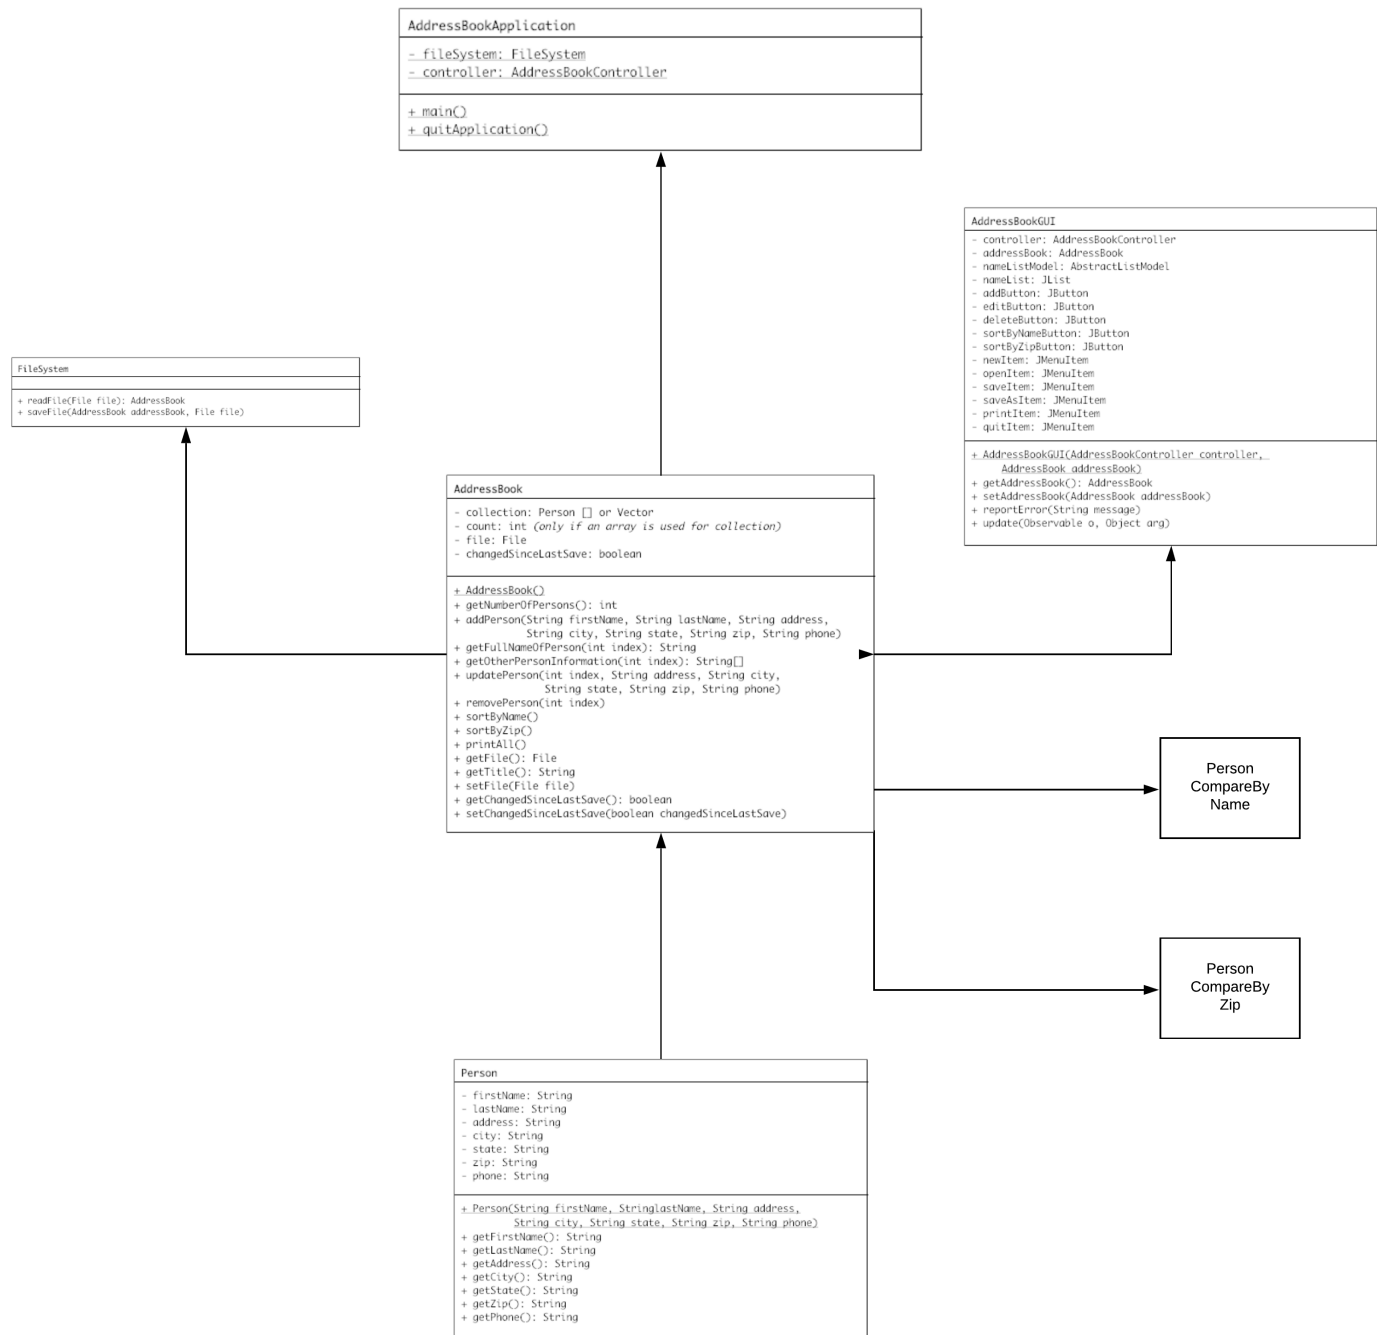 AddressBookApplication
- fileSystem: FileSystem
- controller: AddressBookController
+ main()
+ quitApplication()
AddressBookGUI
- controller: AddressBookController
- addressBook: AddressBook
- nameListModel: AbstractListModel
- nameList: JList
- addButton: JButton
- editButton: JButton
- deleteButton: JButton
- sortByNameButton: JButton
- sortByZipButton: JButton
- newItem: JMenuItem
- openItem: JMenuItem
- saveItem: JMenuItem
- saveAsItem: JMenuItem
- printItem: JMenuItem
- quitItem: JMenuItem
+ AddressBookGUI(AddressBookController controller,
AddressBook addressBook)
+ getAddressBook(): AddressBook
+ setAddressBook(AddressBook addressBook)
+ reportError(String message)
+ update(Observable o, Object arg)
FileSystem
+ readFile(File file): AddressBook
+ saveFile(AddressBook addressBook, File file)
AddressBook
- collection: Person [] or Vector
- count: int (only if an array is used for collection)
- file: File
- changedSinceLastSave: boolean
+ AddressBook()
+ getNumberOfPersons(): int
+ addPerson(String firstName, String lastName, String address,
String city, String state, String zip, String phone)
+ getFullNameOfPerson(int index): String
+ getOtherPersonInformation(int index): String[]
+ updatePerson(int index, String address, String city,
String state, String zip, String phone)
+ removePerson(int index)
+ sortByName()
+ sortByZip()
+ printAll()
+ getFile(): File
+ getTitle(): String
+ setFile(File file)
+ getChangedSinceLastSave(): boolean
+ setChangedSinceLastSave(boolean changedSinceLastSave)
Person
CompareBy
Name
Person
CompareBy
Zip
Person
- firstName: String
- lastName: String
- address: String
- city: String
- state: String
- zip: String
- phone: String
+ Person(String firstName, StringlastName, String address,
String city, String state, String zip, String phone)
+ getFirstName(): String
+ getLastName(): String
+ getAddress(): String
+ getCity(): String
+ getState(): String
+ getZip(): String
+ getPhone(): String